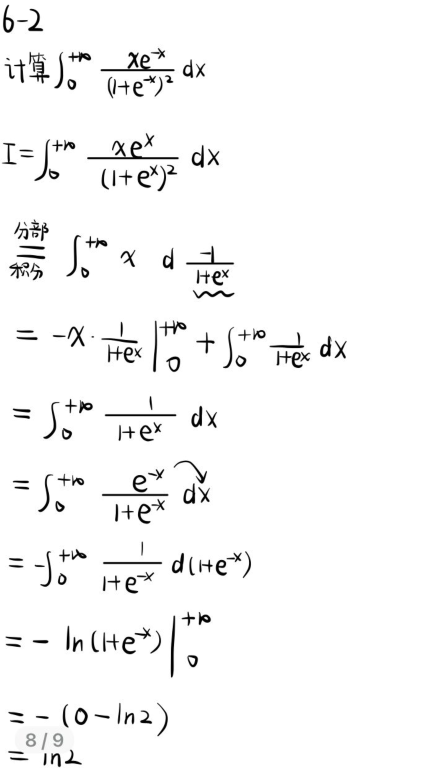 6-2
计算∫₀^{+∞} xe^{-x}/(1+e^{-x})² dx
I=∫₀^{+∞} xe^x/(1+e^x)² dx
分部积分 = ∫₀^{+∞} x d -1/(1+e^x)
= -x·1/(1+e^x)|₀^{+∞} + ∫₀^{+∞} 1/(1+e^x) dx
= ∫₀^{+∞} 1/(1+e^x) dx
= ∫₀^{+∞} e^{-x}/(1+e^{-x}) dx
= -∫₀^{+∞} 1/(1+e^{-x}) d(1+e^{-x})
= - ln(1+e^{-x})|₀^{+∞}
= - (0-ln2)
8/9
= ln2